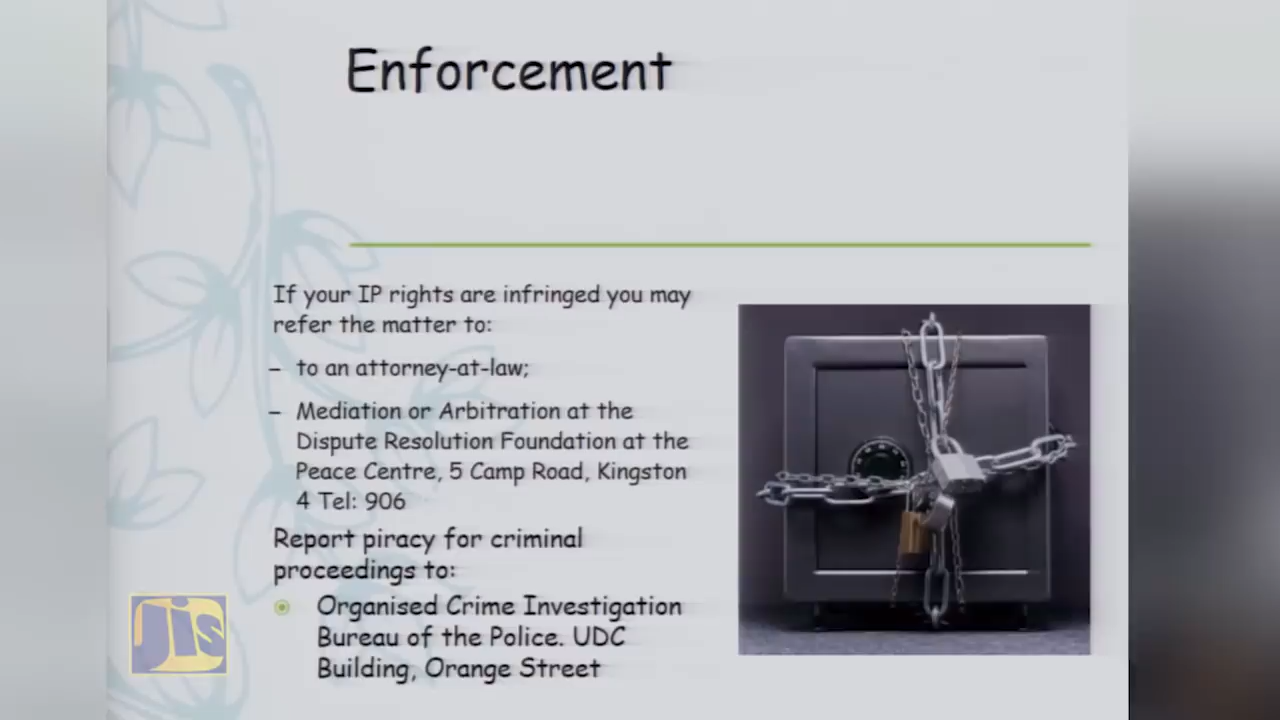 Enforcement
If your IP rights are infringed you may
refer the matter to:
– to an attorney-at-law;
– Mediation or Arbitration at the
Dispute Resolution Foundation at the
Peace Centre, 5 Camp Road, Kingston
4 Tel: 906
Report piracy for criminal
proceedings to:
Organised Crime Investigation
Bureau of the Police. UDC
Building, Orange Street
JIS